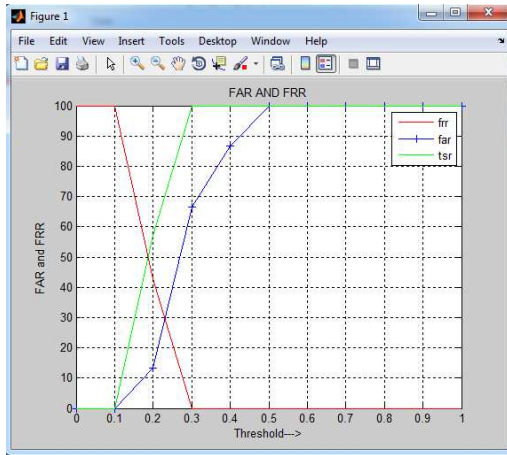 Figure 1
File Edit View Insert Tools Desktop Window Help
FAR AND FRR
100
90
80
70
60
50
40
30
20
10
0
FAR and FRR
frr
far
tsr
0 0.1 0.2 0.3 0.4 0.5 0.6 0.7 0.8 0.9 1
Threshold--->